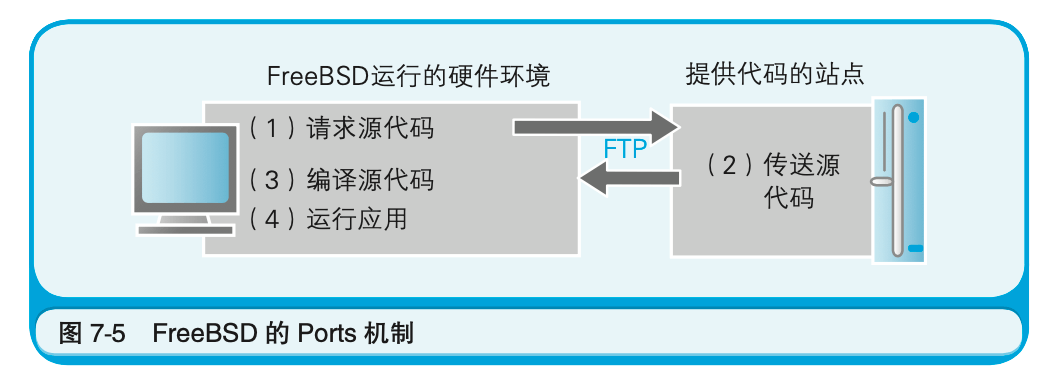 FreeBSD运行的硬件环境
提供代码的站点
（1）请求源代码
FTP
（3）编译源代码
（4）运行应用
（2）传送源
代码
图 7-5 FreeBSD 的 Ports 机制